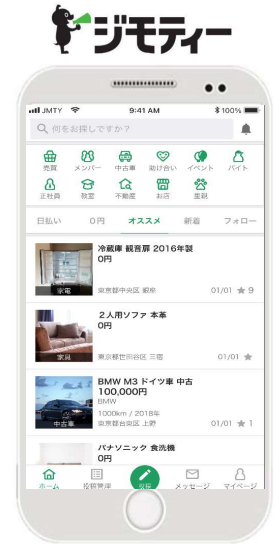 ジモティー
JMTY 9:41 AM 100%
何をお探しですか?
売買 メンバー 中古車 助け合い イベント バイト
正社員 教室 不動産 お店 里親
日払い 0円 オススメ 新着 フォロー
冷蔵庫 観音扉 2016年製
0円
家電
東京都中央区 銀座 01/01 ★ 9
2人用ソファ 本革
0円
家具
東京都世田谷区 三宿 01/01 ★
BMW M3 ドイツ車 中古
100,000円
BMW
1000km / 2018年
中古車
東京都台東区 上野 01/01 ★ 1
パナソニック 食洗機
0円
ホーム 投稿管理 投稿 メッセージ マイページ